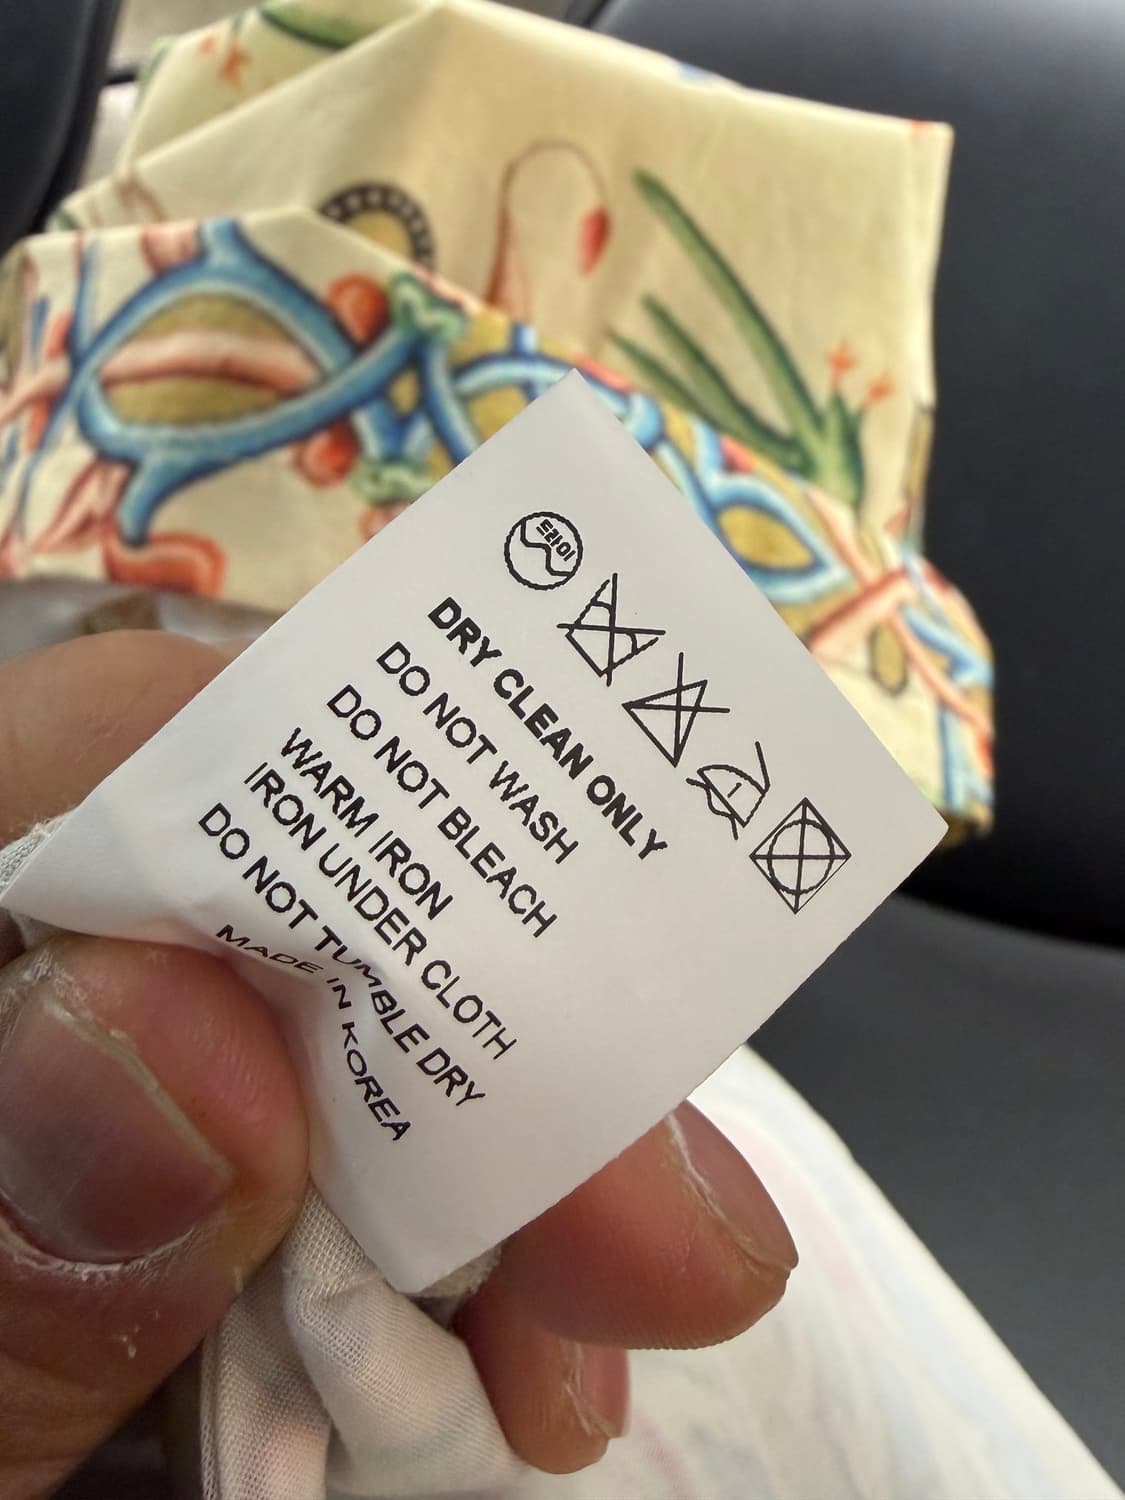 드라이
DRY CLEAN ONLY
DO NOT WASH
DO NOT BLEACH
WARM IRON
IRON UNDER CLOTH
DO NOT TUMBLE DRY
MADE IN KOREA